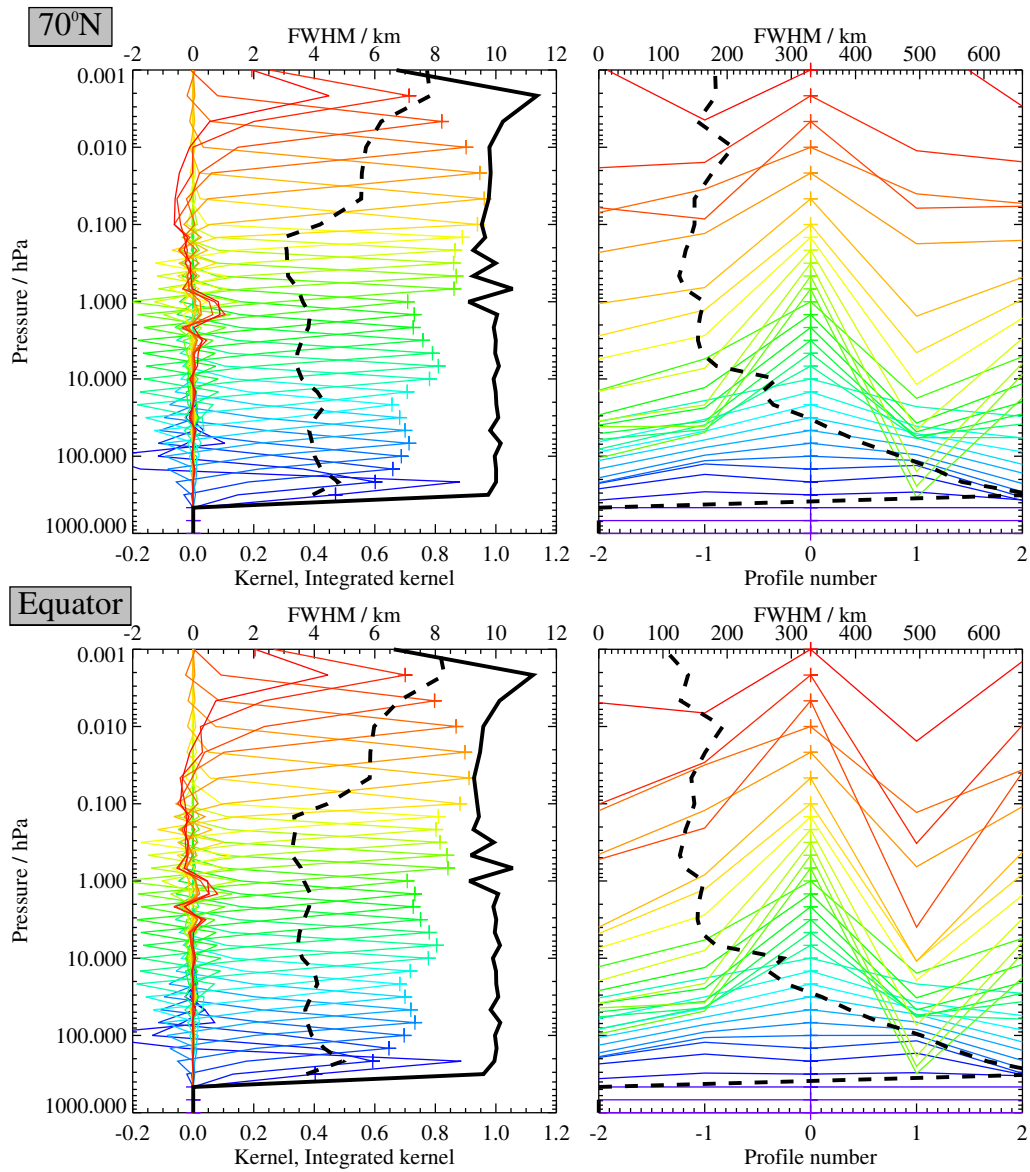 70⁰N
FWHM / km
-2 0 2 4 6 8 10 12
FWHM / km
0 100 200 300 400 500 600
0.001
0.010
0.100
1.000
10.000
100.000
1000.000
Pressure / hPa
-0.2 0.0 0.2 0.4 0.6 0.8 1.0 1.2
Kernel, Integrated kernel
-2 -1 0 1 2
Profile number
Equator
FWHM / km
-2 0 2 4 6 8 10 12
FWHM / km
0 100 200 300 400 500 600
0.001
0.010
0.100
1.000
10.000
100.000
1000.000
Pressure / hPa
-0.2 0.0 0.2 0.4 0.6 0.8 1.0 1.2
Kernel, Integrated kernel
-2 -1 0 1 2
Profile number